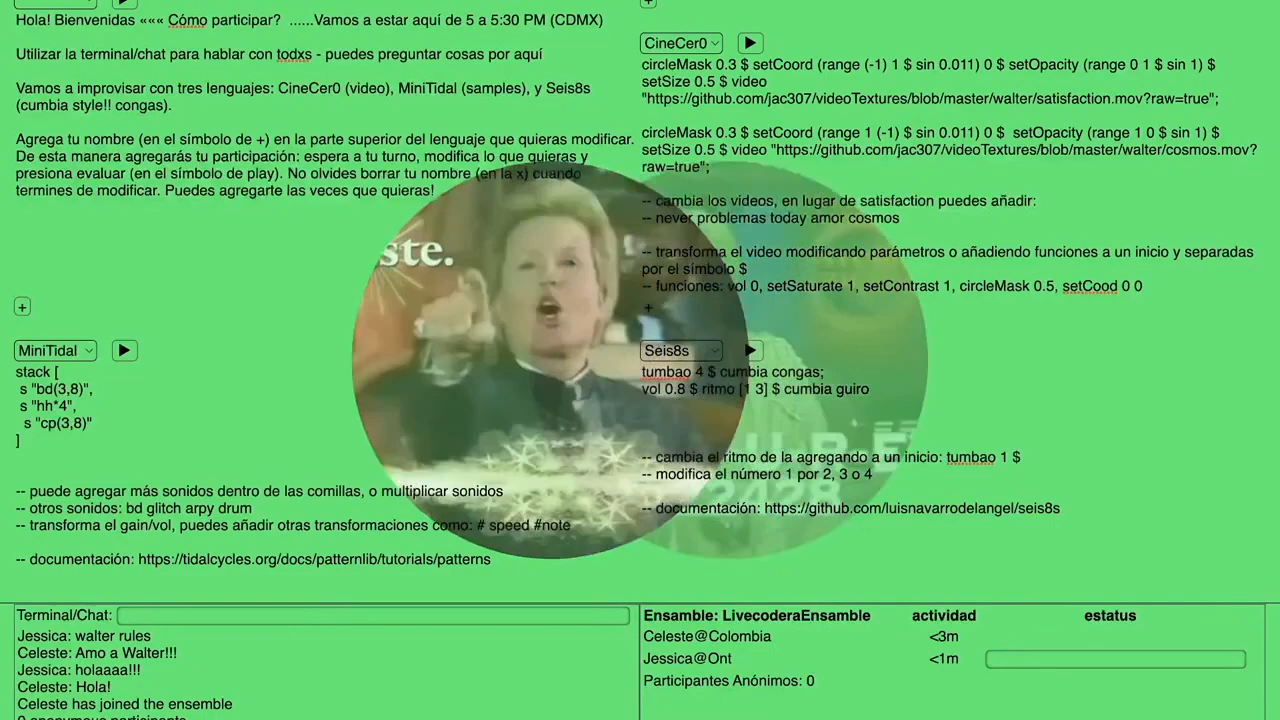 Hola! Bienvenidas ««« Cómo participar?  ......Vamos a estar aquí de 5 a 5:30 PM (CDMX)
Utilizar la terminal/chat para hablar con todxs - puedes preguntar cosas por aquí
Vamos a improvisar con tres lenguajes: CineCer0 (video), MiniTidal (samples), y Seis8s
(cumbia style!! congas).
Agrega tu nombre (en el símbolo de +) en la parte superior del lenguaje que quieras modificar.
De esta manera agregarás tu participación: espera a tu turno, modifica lo que quieras y
presiona evaluar (en el símbolo de play). No olvides borrar tu nombre (en la x) cuando
termines de modificar. Puedes agregarte las veces que quieras!
CineCer0
circleMask 0.3 $ setCoord (range (-1) 1 $ sin 0.011) 0 $ setOpacity (range 0 1 $ sin 1) $
setSize 0.5 $ video
"https://github.com/jac307/videoTextures/blob/master/walter/satisfaction.mov?raw=true";
circleMask 0.3 $ setCoord (range 1 (-1) $ sin 0.011) 0 $  setOpacity (range 1 0 $ sin 1) $
setSize 0.5 $ video "https://github.com/jac307/videoTextures/blob/master/walter/cosmos.mov?
raw=true";
-- cambia los videos, en lugar de satisfaction puedes añadir:
-- never problemas today amor cosmos
-- transforma el video modificando parámetros o añadiendo funciones a un inicio y separadas
por el símbolo $
-- funciones: vol 0, setSaturate 1, setContrast 1, circleMask 0.5, setCood 0 0
ste.
+
+
MiniTidal
stack [
s "bd(3,8)",
s "hh*4",
s "cp(3,8)"
]
-- puede agregar más sonidos dentro de las comillas, o multiplicar sonidos
-- otros sonidos: bd glitch arpy drum
-- transforma el gain/vol, puedes añadir otras transformaciones como: # speed #note
-- documentación: https://tidalcycles.org/docs/patternlib/tutorials/patterns
Seis8s
tumbao 4 $ cumbia congas;
vol 0.8 $ ritmo [1 3] $ cumbia guiro
-- cambia el ritmo de la agregando a un inicio: tumbao 1 $
-- modifica el número 1 por 2, 3 o 4
-- documentación: https://github.com/luisnavarrodelangel/seis8s
Terminal/Chat:
Jessica: walter rules
Celeste: Amo a Walter!!!
Jessica: holaaaa!!!
Celeste: Hola!
Celeste has joined the ensemble
Ensamble: LivecoderaEnsamble actividad estatus
Celeste@Colombia <3m
Jessica@Ont <1m
Participantes Anónimos: 0